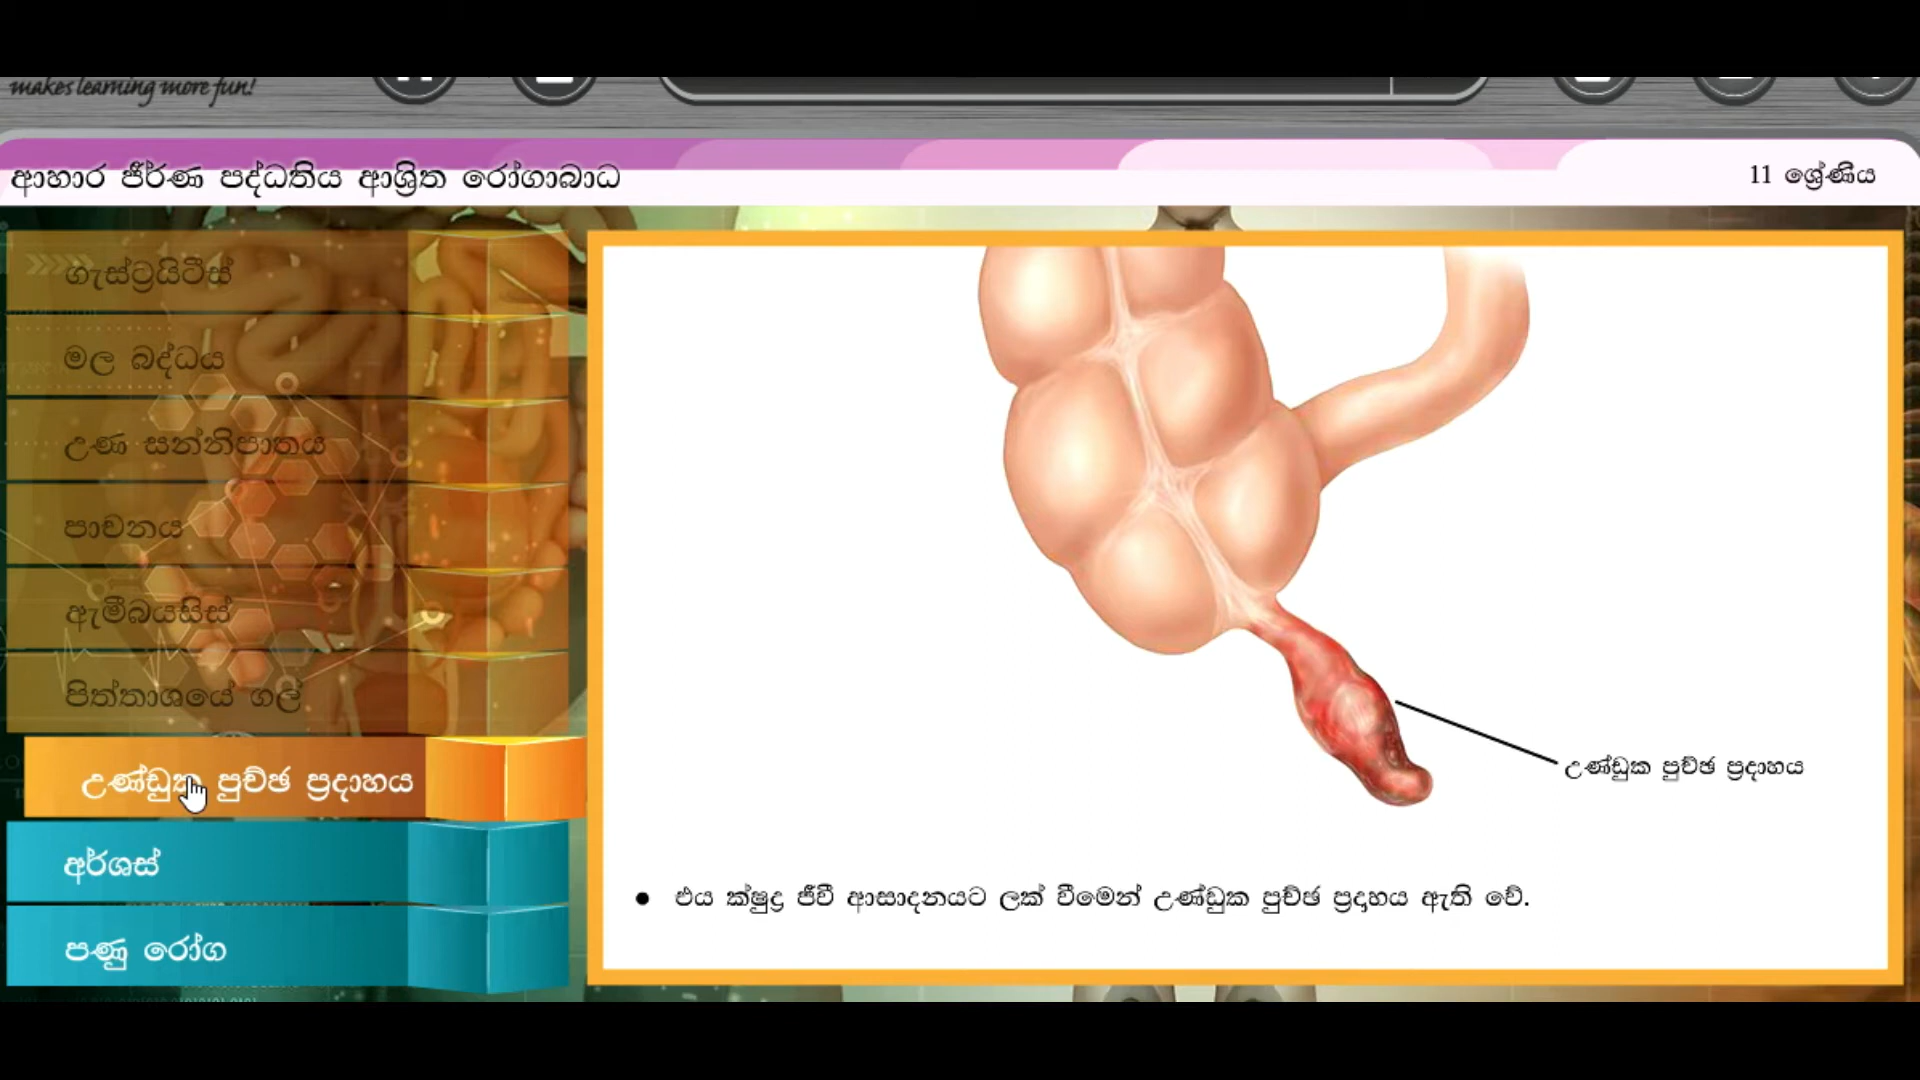 makes learning more fun!
ආහාර ජීර්ණ පද්ධතිය ආශ්‍රිත රෝගාබාධ
11 ශ්‍රේණිය
ගැස්ට්‍රයිටීස්
මල බද්ධය
උණ සන්නිපාතය
පාචනය
ඇමීබයසිස්
පිත්තාශයේ ගල්
උණ්ඩුක පුච්ඡ ප්‍රදාහය
අර්ශස්
පණු රෝග
උණ්ඩුක පුච්ඡ ප්‍රදාහය
● එය ක්ෂුද්‍ර ජීවී ආසාදනයට ලක් වීමෙන් උණ්ඩුක පුච්ඡ ප්‍රදාහය ඇති වේ.